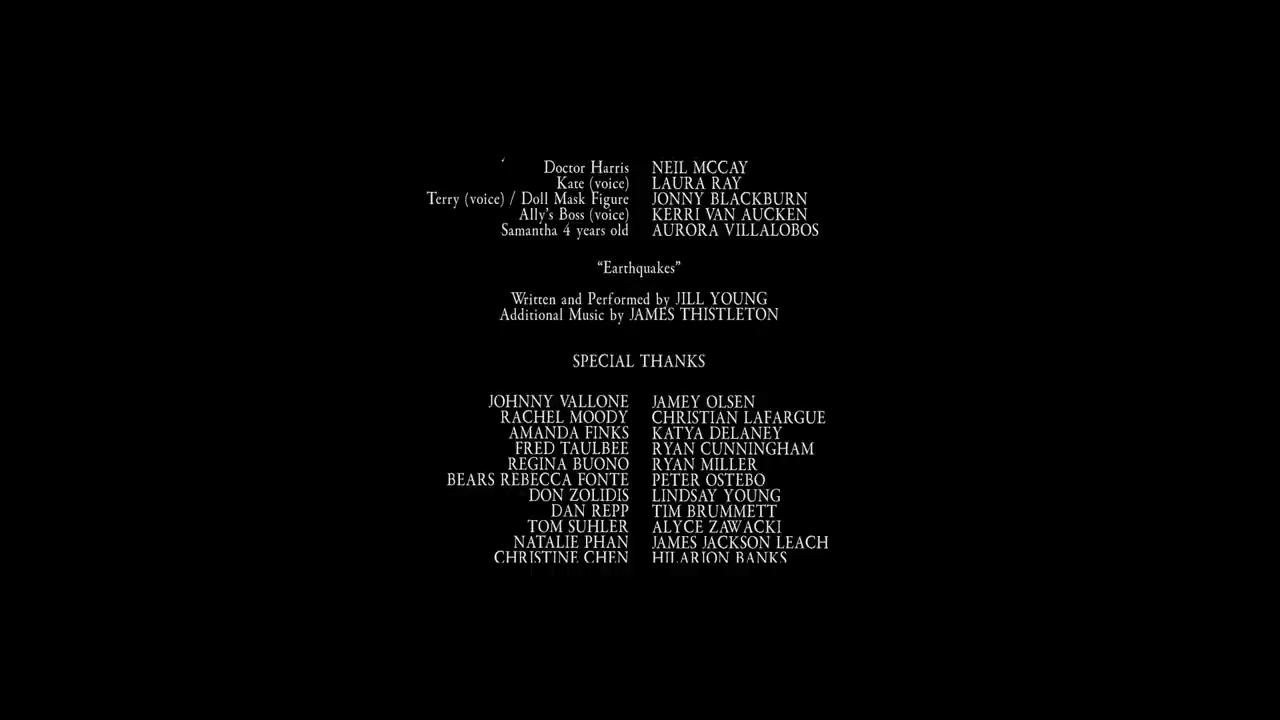 Doctor Harris NEIL MCCAY
Kate (voice) LAURA RAY
Terry (voice) / Doll Mask Figure JONNY BLACKBURN
Ally's Boss (voice) KERRI VAN AUCKEN
Samantha 4 years old AURORA VILLALOBOS
“Earthquakes”
Written and Performed by JILL YOUNG
Additional Music by JAMES THISTLETON
SPECIAL THANKS
JOHNNY VALLONE JAMEY OLSEN
RACHEL MOODY CHRISTIAN LAFARGUE
AMANDA FINKS KATYA DELANEY
FRED TAULBEE RYAN CUNNINGHAM
REGINA BUONO RYAN MILLER
BEARS REBECCA FONTE PETER OSTEBO
DON ZOLIDIS LINDSAY YOUNG
DAN REPP TIM BRUMMETT
TOM SUHLER ALYCE ZAWACKI
NATALIE PHAN JAMES JACKSON LEACH
CHRISTINE CHEN HILARION BANKS